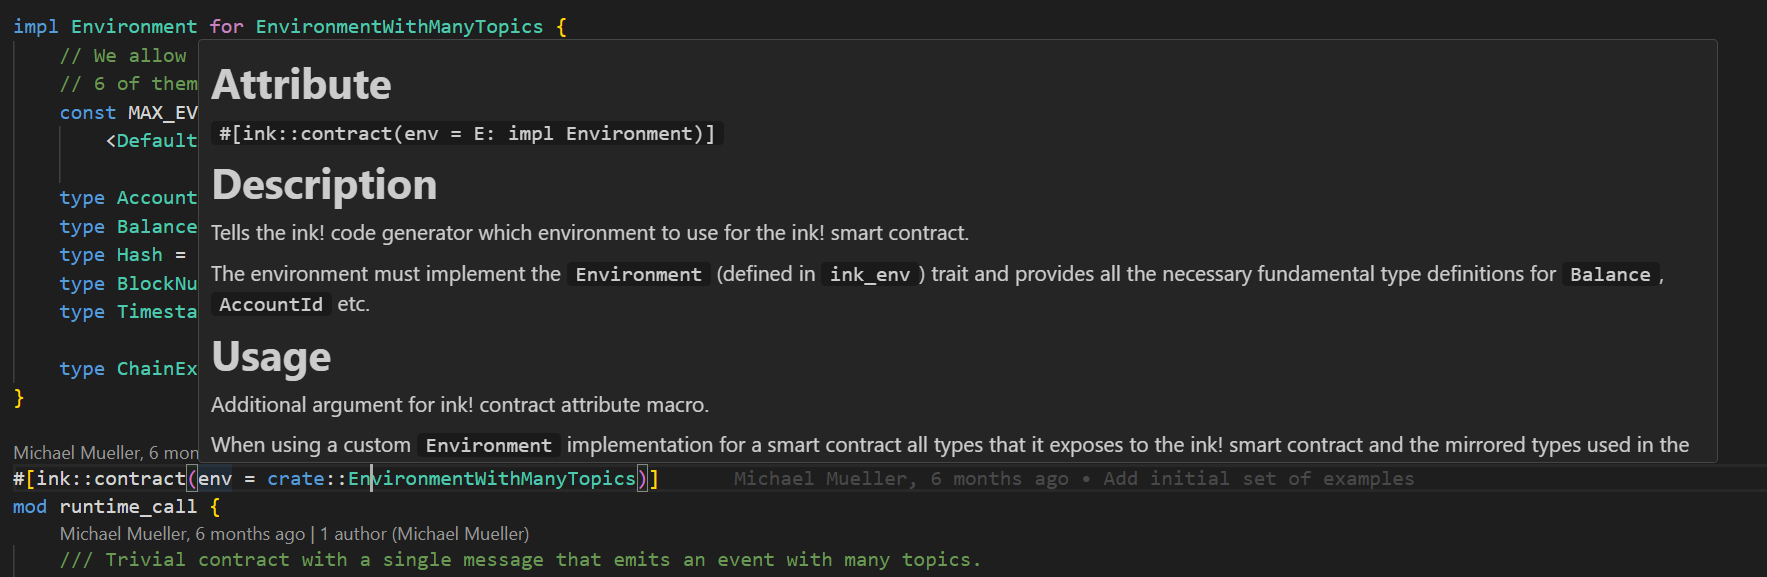 impl Environment for EnvironmentWithManyTopics {
// We allow
// 6 of them
const MAX_EV
<Default
type Account
type Balance
type Hash =
type BlockNu
type Timesta
type ChainEx
}
Attribute
#[ink::contract(env = E: impl Environment)]
Description
Tells the ink! code generator which environment to use for the ink! smart contract.
The environment must implement the Environment (defined in ink_env) trait and provides all the necessary fundamental type definitions for Balance,
AccountId etc.
Usage
Additional argument for ink! contract attribute macro.
When using a custom Environment implementation for a smart contract all types that it exposes to the ink! smart contract and the mirrored types used in the
Michael Mueller, 6 mon
#[ink::contract(env = crate::EnvironmentWithManyTopics)] Michael Mueller, 6 months ago • Add initial set of examples
mod runtime_call {
Michael Mueller, 6 months ago | 1 author (Michael Mueller)
/// Trivial contract with a single message that emits an event with many topics.